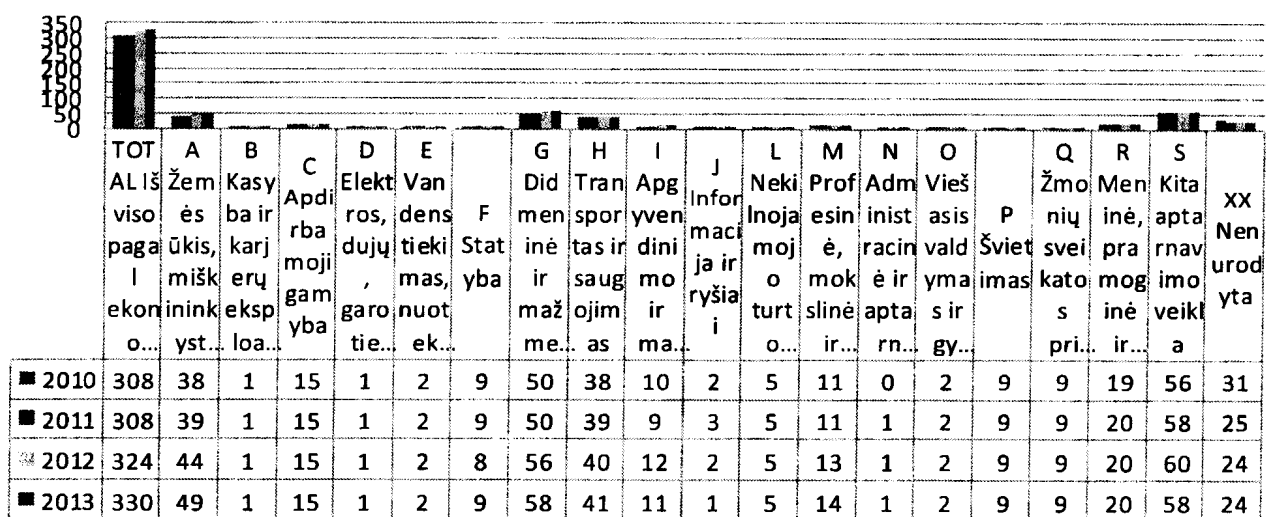 350
300
250
200
150
100
50
0
TOTAL Iš viso pagal ekono...
A Žemės ūkis, miškininkyst...
B Kasyba ir karjerų eksploa...
C Apdirbamoji gamyba
D Elektros, dujų, garo tie...
E Vandens tiekimas, nuotek...
F Statyba
G Didmeninė ir mažme...
H Transportas ir saugojimas
I Apgyvendinimo ir ma...
J Informacija ir ryšiai
L Nekilnojamojo turto...
M Profesinė, mokslinė ir...
N Administracinė ir aptarn...
O Viešasis valdymas ir gy...
P Švietimas
Q Žmonių sveikatos pri...
R Meninė, pramoginė ir...
S Kita aptarnavimo veikla
XX Nenurodyta
2010 308 38 1 15 1 2 9 50 38 10 2 5 11 0 2 9 9 19 56 31
2011 308 39 1 15 1 2 9 50 39 9 3 5 11 1 2 9 9 20 58 25
2012 324 44 1 15 1 2 8 56 40 12 2 5 13 1 2 9 9 20 60 24
2013 330 49 1 15 1 2 9 58 41 11 1 5 14 1 2 9 9 20 58 24